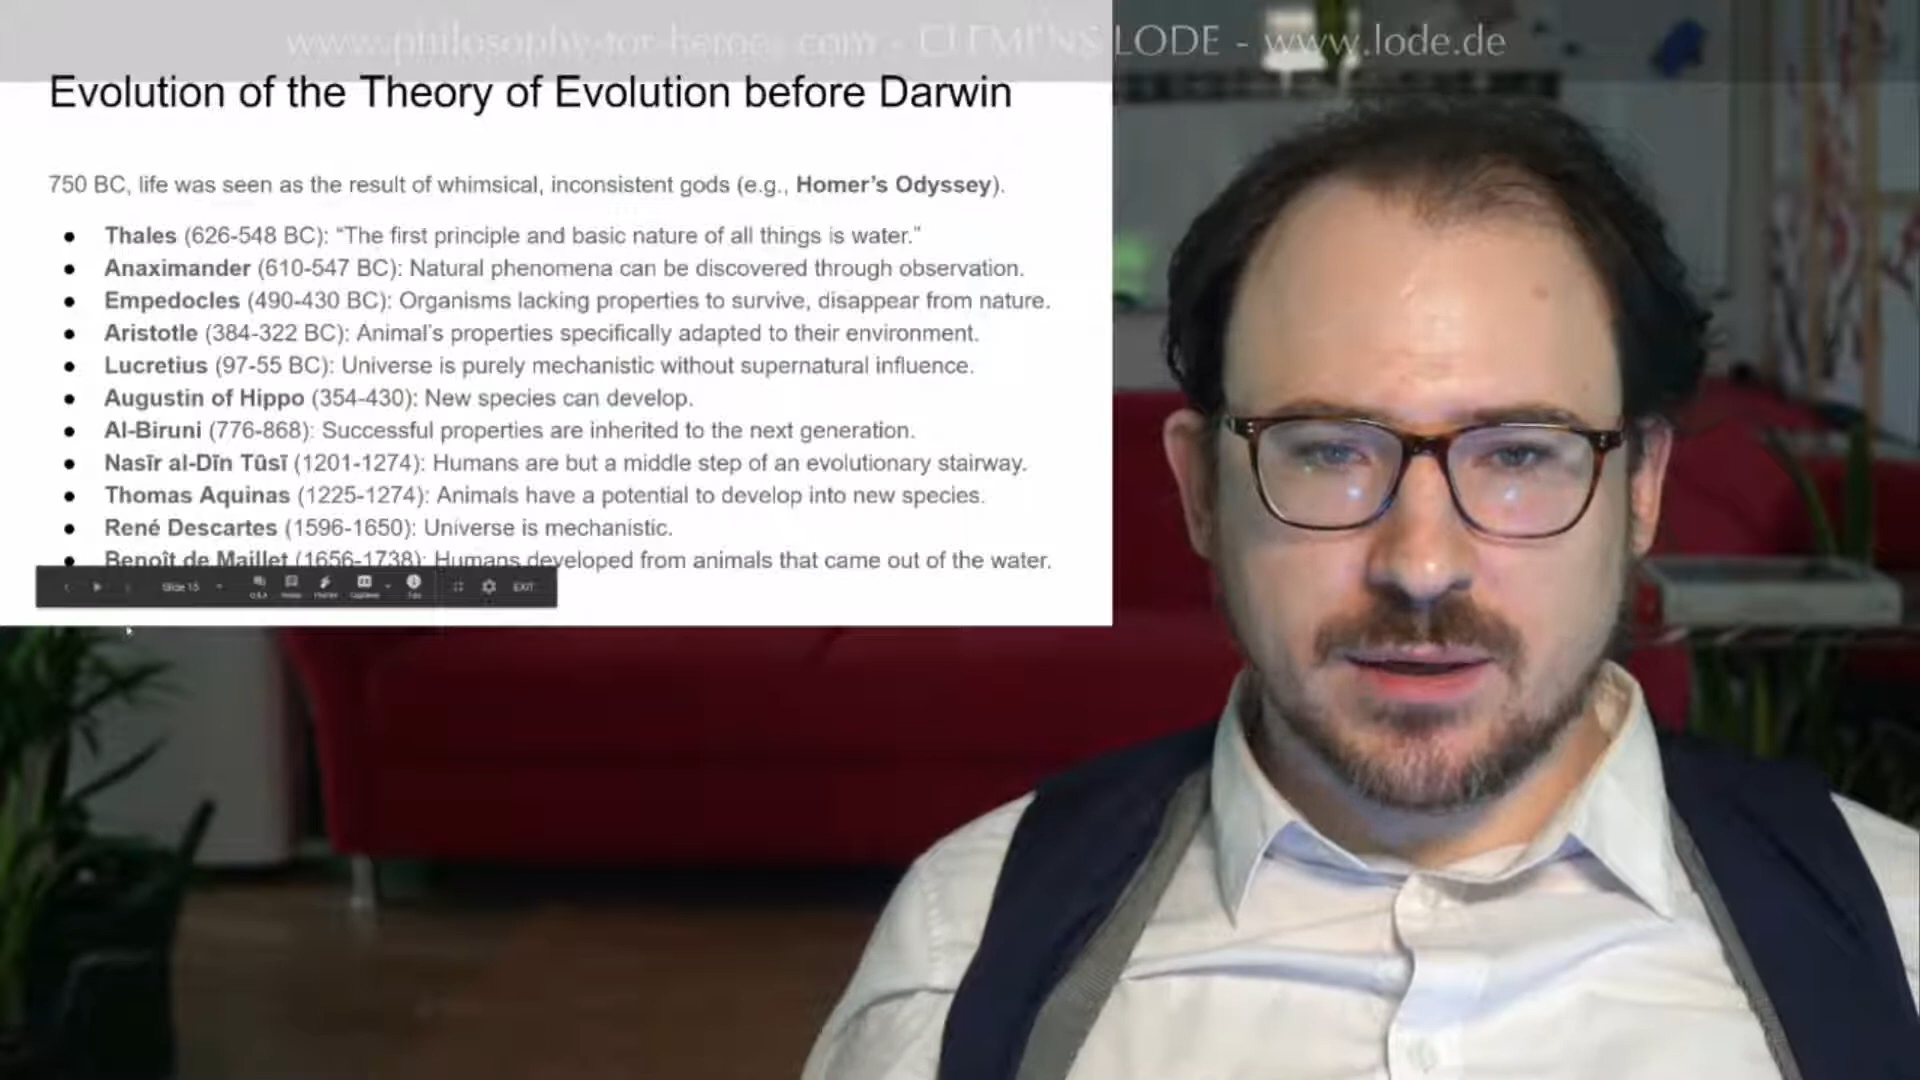 www.philosophy-for-heroes.com - CLEMENS LODE - www.lode.de
Evolution of the Theory of Evolution before Darwin
750 BC, life was seen as the result of whimsical, inconsistent gods (e.g., Homer’s Odyssey).
● Thales (626-548 BC): “The first principle and basic nature of all things is water.”
● Anaximander (610-547 BC): Natural phenomena can be discovered through observation.
● Empedocles (490-430 BC): Organisms lacking properties to survive, disappear from nature.
● Aristotle (384-322 BC): Animal’s properties specifically adapted to their environment.
● Lucretius (97-55 BC): Universe is purely mechanistic without supernatural influence.
● Augustin of Hippo (354-430): New species can develop.
● Al-Biruni (776-868): Successful properties are inherited to the next generation.
● Nasīr al-Dīn Tūsī (1201-1274): Humans are but a middle step of an evolutionary stairway.
● Thomas Aquinas (1225-1274): Animals have a potential to develop into new species.
● René Descartes (1596-1650): Universe is mechanistic.
● Benoît de Maillet (1656-1738): Humans developed from animals that came out of the water.
Slide 15
EXIT